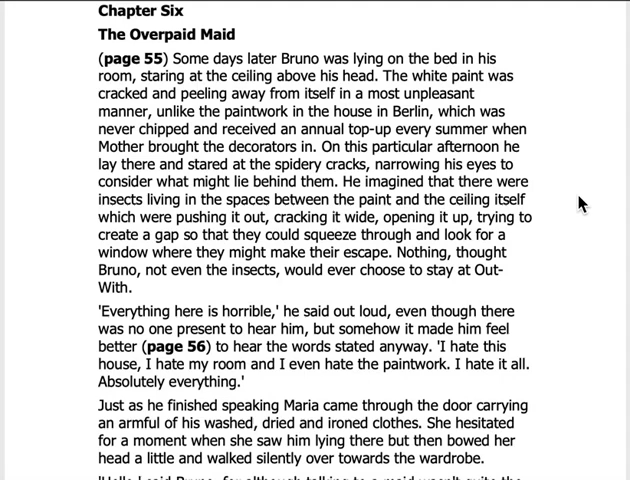 Chapter Six
The Overpaid Maid
(page 55) Some days later Bruno was lying on the bed in his
room, staring at the ceiling above his head. The white paint was
cracked and peeling away from itself in a most unpleasant
manner, unlike the paintwork in the house in Berlin, which was
never chipped and received an annual top-up every summer when
Mother brought the decorators in. On this particular afternoon he
lay there and stared at the spidery cracks, narrowing his eyes to
consider what might lie behind them. He imagined that there were
insects living in the spaces between the paint and the ceiling itself
which were pushing it out, cracking it wide, opening it up, trying to
create a gap so that they could squeeze through and look for a
window where they might make their escape. Nothing, thought
Bruno, not even the insects, would ever choose to stay at Out-
With.
'Everything here is horrible,' he said out loud, even though there
was no one present to hear him, but somehow it made him feel
better (page 56) to hear the words stated anyway. 'I hate this
house, I hate my room and I even hate the paintwork. I hate it all.
Absolutely everything.'
Just as he finished speaking Maria came through the door carrying
an armful of his washed, dried and ironed clothes. She hesitated
for a moment when she saw him lying there but then bowed her
head a little and walked silently over towards the wardrobe.
'Hello,' said Bruno, for although talking to a maid wasn't quite the